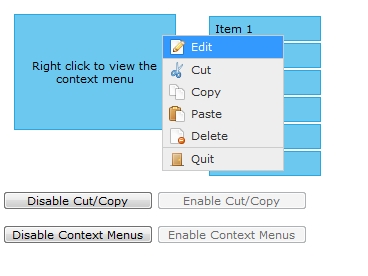 Right click to view the
context menu
Item 1
Edit
Cut
Copy
Paste
Delete
Quit
Disable Cut/Copy
Enable Cut/Copy
Disable Context Menus
Enable Context Menus